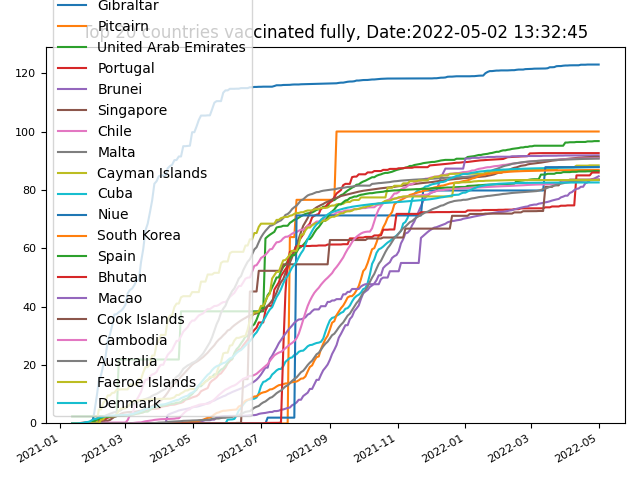 Gibraltar
Top 20 countries vaccinated fully, Date:2022-05-02 13:32:45
Pitcairn
United Arab Emirates
Portugal
Brunei
Singapore
Chile
Malta
Cayman Islands
Cuba
Niue
South Korea
Spain
Bhutan
Macao
Cook Islands
Cambodia
Australia
Faeroe Islands
Denmark
120
100
80
60
40
20
0
2021-01
2021-03
2021-05
2021-07
2021-09
2021-11
2022-01
2022-03
2022-05